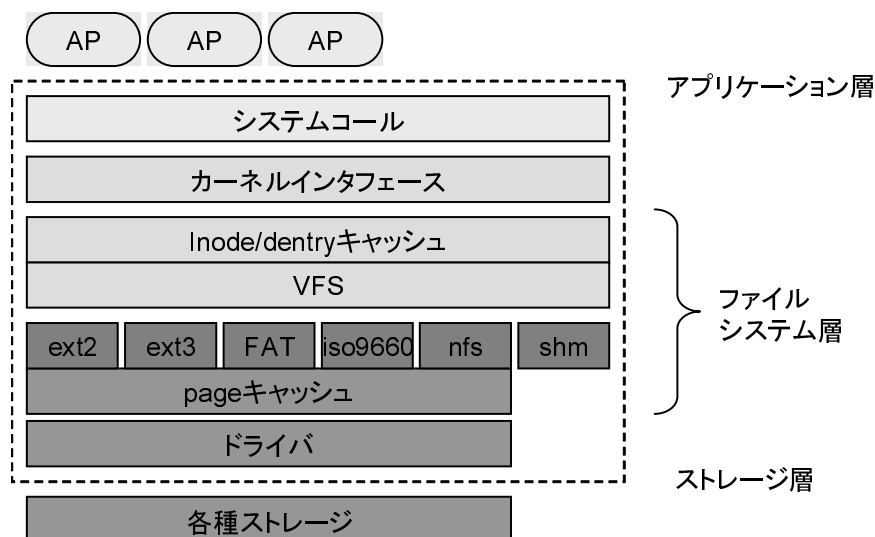 AP AP AP
アプリケーション層
システムコール
カーネルインタフェース
Inode/dentryキャッシュ
VFS
ファイル
システム層
ext2 ext3 FAT iso9660 nfs shm
pageキャッシュ
ドライバ
ストレージ層
各種ストレージ